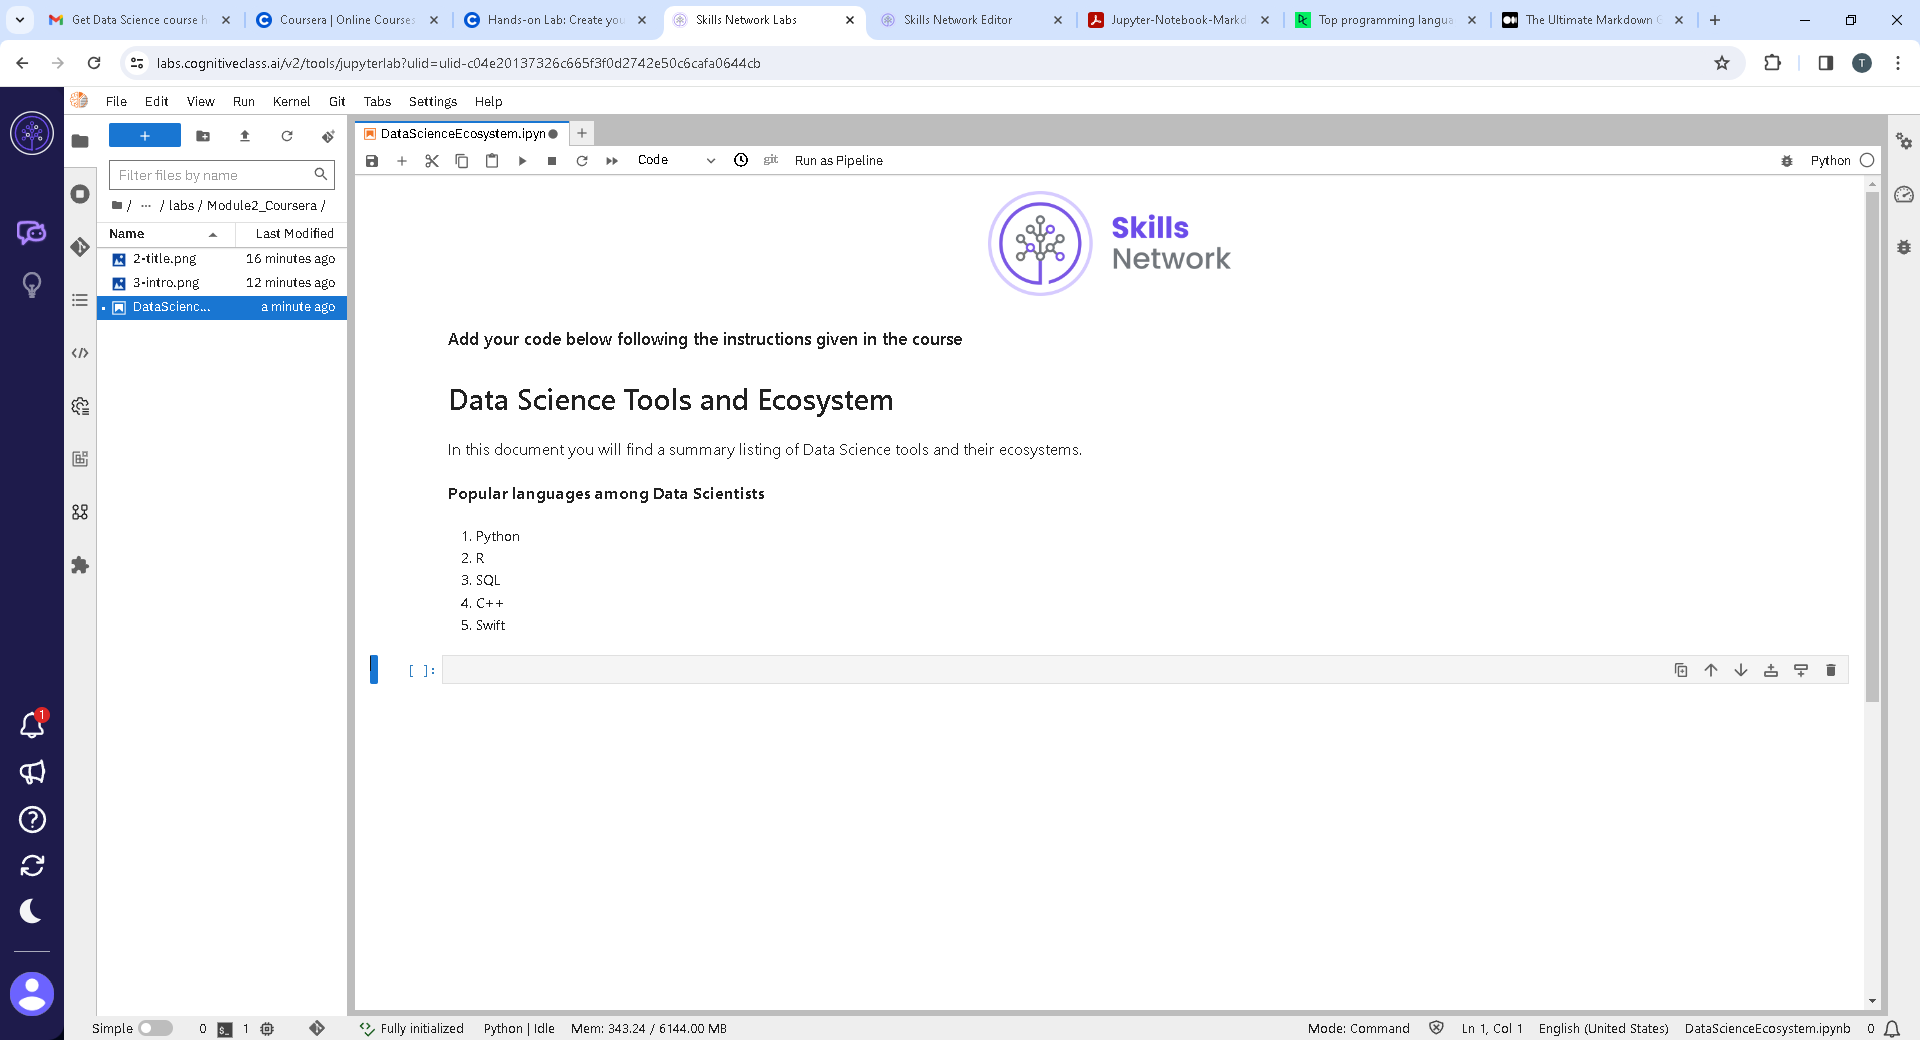 Get Data Science course h
Coursera | Online Courses
Hands-on Lab: Create you
Skills Network Labs
Skills Network Editor
Jupyter-Notebook-Markd
Top programming langua
The Ultimate Markdown G
labs.cognitiveclass.ai/v2/tools/jupyterlab?ulid=ulid-c04e20137326c665f3f0d2742e50c6cafa0644cb
T
File Edit View Run Kernel Git Tabs Settings Help
DataScienceEcosystem.ipyn
Code
git
Run as Pipeline
Python
Filter files by name
/ ··· / labs / Module2_Coursera /
Name Last Modified
2-title.png 16 minutes ago
3-intro.png 12 minutes ago
DataScienc... a minute ago
Skills
Network
Add your code below following the instructions given in the course
Data Science Tools and Ecosystem
In this document you will find a summary listing of Data Science tools and their ecosystems.
Popular languages among Data Scientists
1. Python
2. R
3. SQL
4. C++
5. Swift
[ ]:
1
Simple 0 $_ 1 Fully initialized Python | Idle Mem: 343.24 / 6144.00 MB Mode: Command Ln 1, Col 1 English (United States) DataScienceEcosystem.ipynb 0